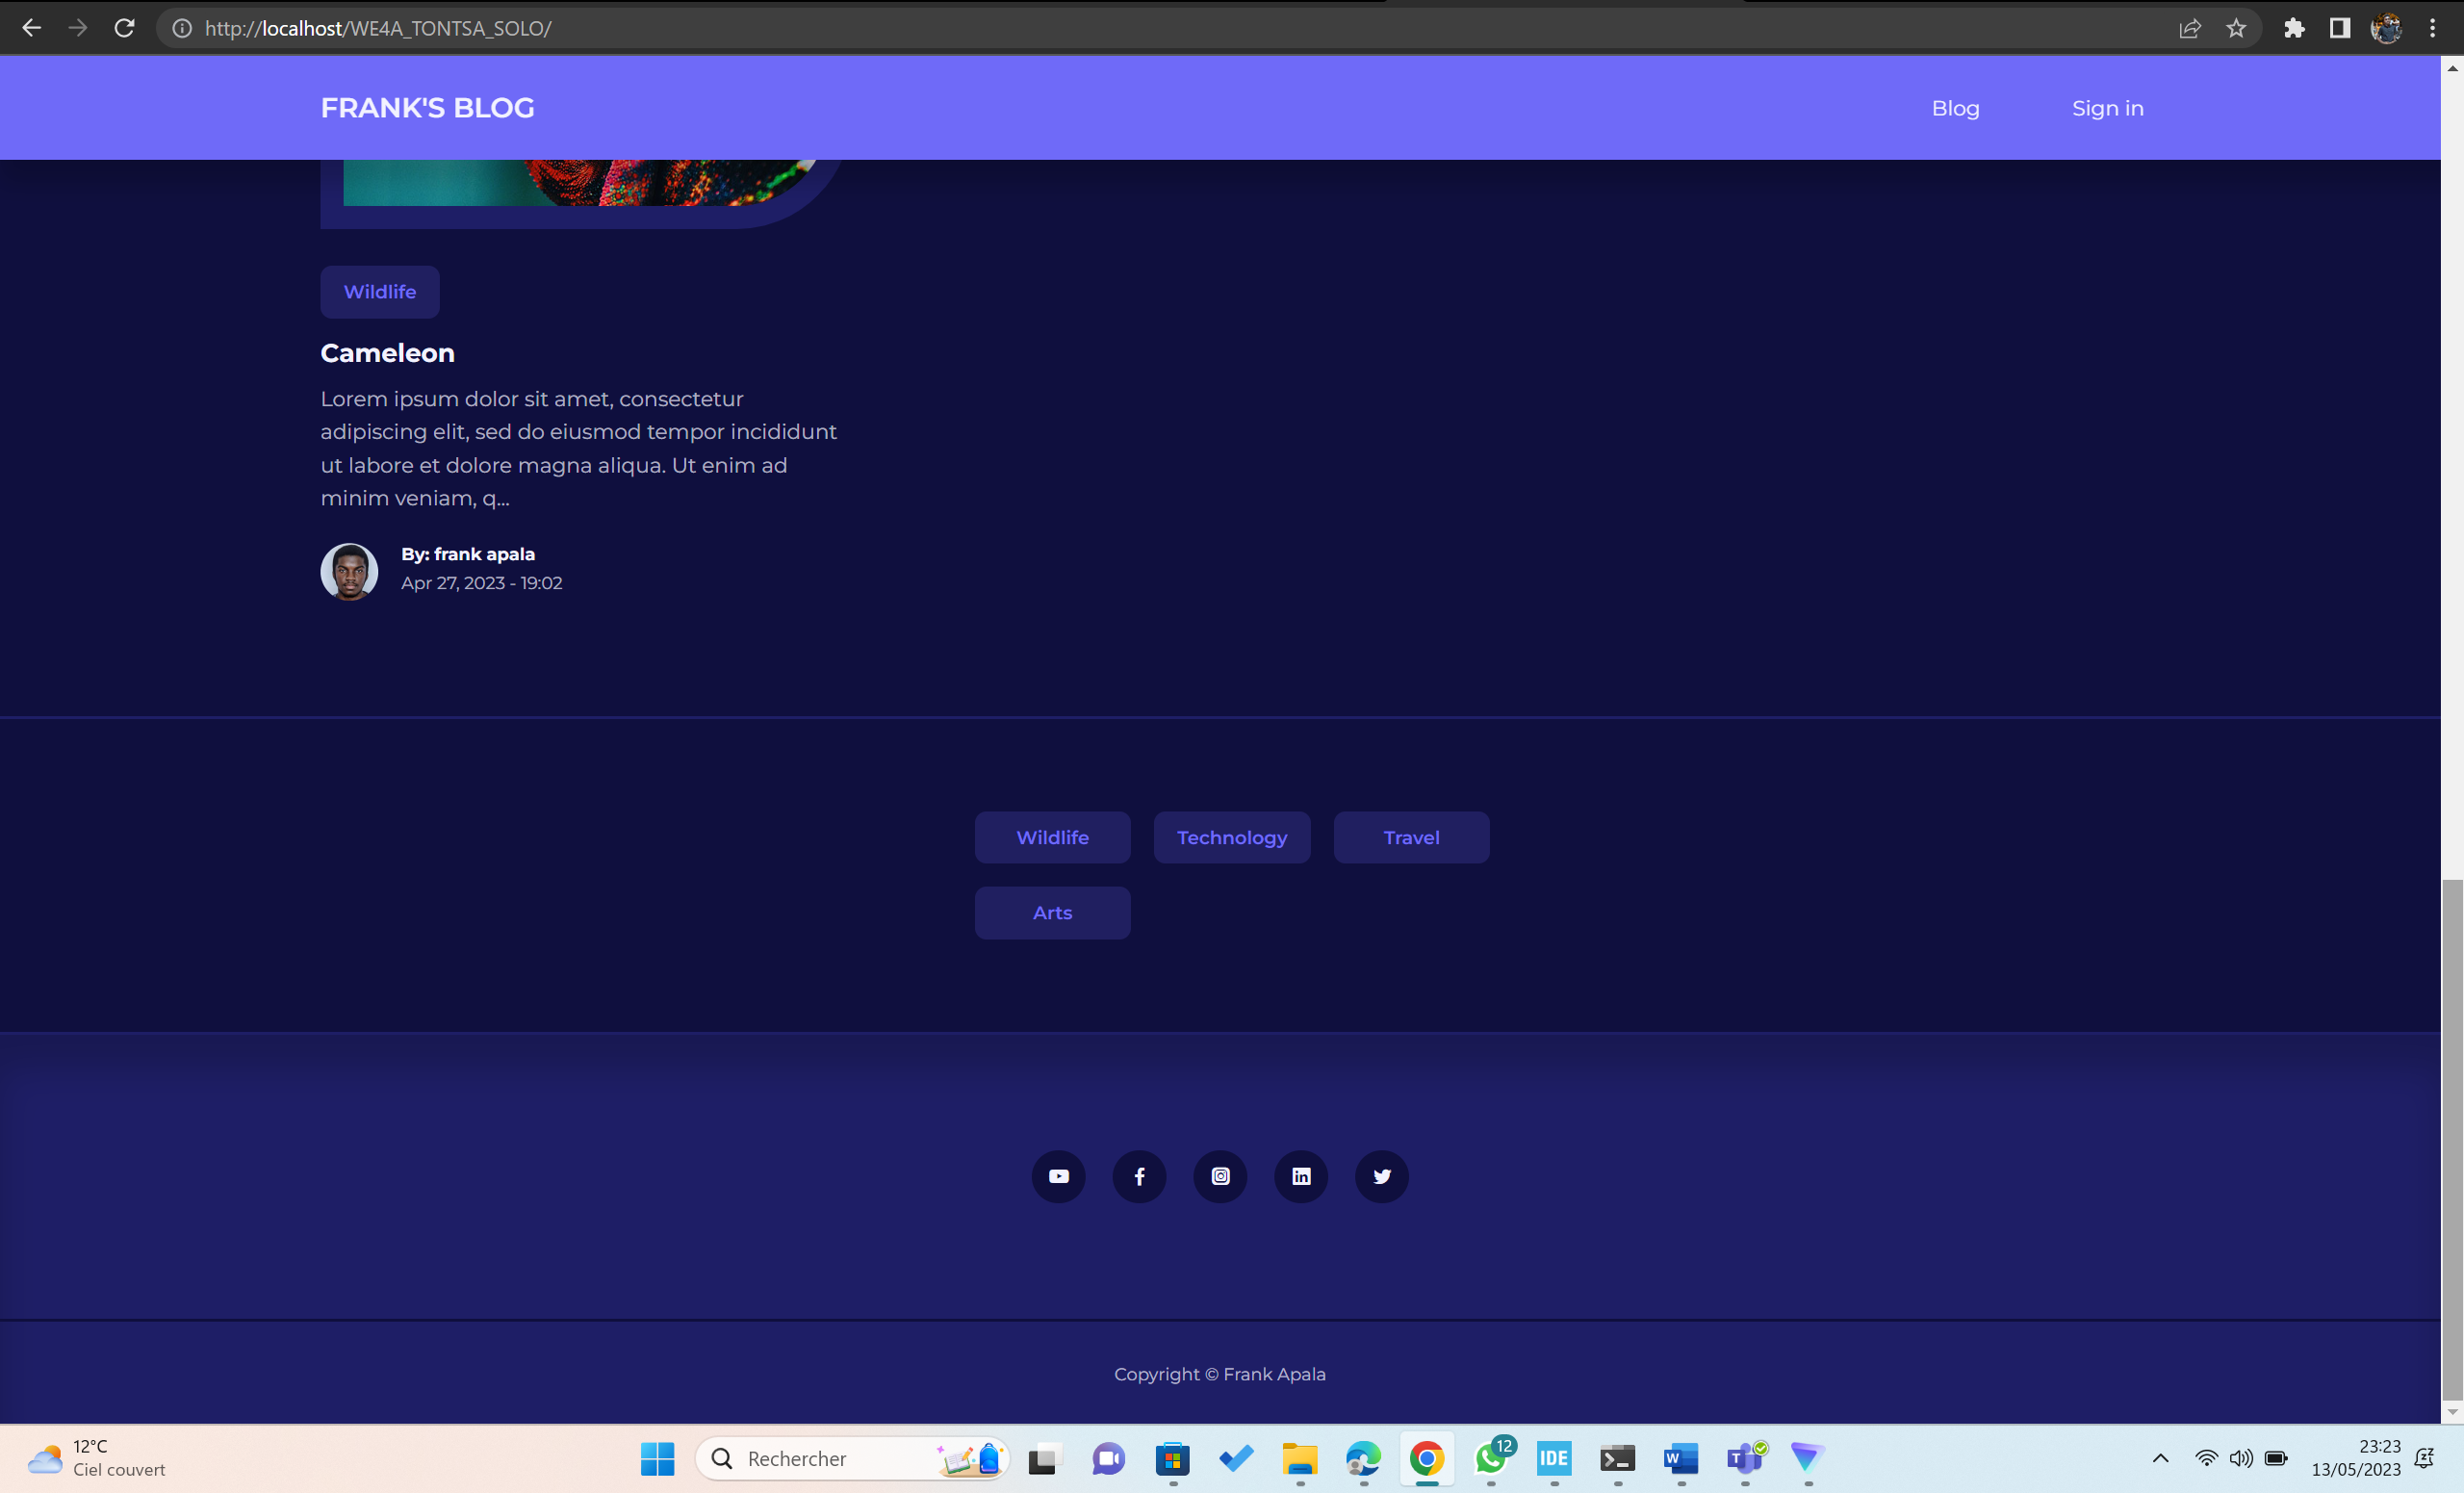 http://localhost/WE4A_TONTSA_SOLO/
FRANK'S BLOG
Blog
Sign in
Wildlife
Cameleon
Lorem ipsum dolor sit amet, consectetur
adipiscing elit, sed do eiusmod tempor incididunt
ut labore et dolore magna aliqua. Ut enim ad
minim veniam, q...
By: frank apala
Apr 27, 2023 - 19:02
Wildlife
Technology
Travel
Arts
Copyright © Frank Apala
12°C
Ciel couvert
Rechercher
12
IDE
23:23
13/05/2023